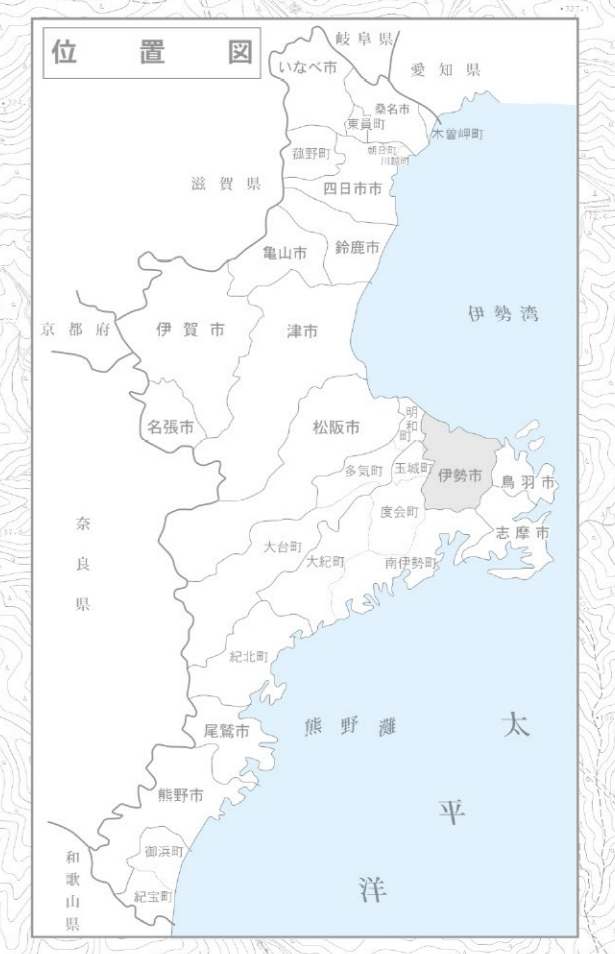 位置図
岐阜県
愛知県
いなべ市
桑名市
東員町
木曽岬町
朝日町
川越町
菰野町
滋賀県
四日市市
亀山市
鈴鹿市
伊勢湾
京都府
伊賀市
津市
名張市
松阪市
明和町
多気町
玉城町
伊勢市
鳥羽市
度会町
志摩市
奈良県
大台町
大紀町
南伊勢町
紀北町
尾鷲市
熊野灘
太平洋
熊野市
御浜町
紀宝町
和歌山県